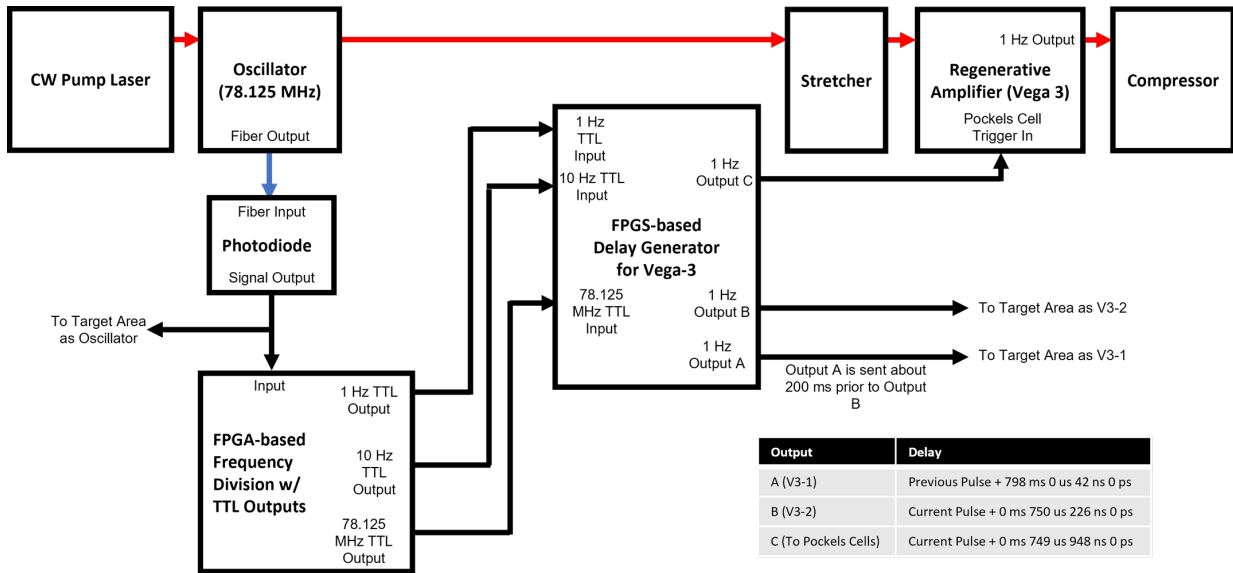 CW Pump Laser
Oscillator
(78.125 MHz)
Fiber Output
Stretcher
1 Hz Output
Regenerative
Amplifier (Vega 3)
Pockels Cell
Trigger In
Compressor
Fiber Input
Photodiode
Signal Output
To Target Area
as Oscillator
Input
FPGA-based
Frequency
Division w/
TTL Outputs
1 Hz TTL
Output
10 Hz
TTL
Output
78.125
MHz TTL
Output
1 Hz
TTL
Input
10 Hz TTL
Input
FPGS-based
Delay Generator
for Vega-3
78.125
MHz TTL
Input
1 Hz
Output C
1 Hz
Output B
1 Hz
Output A
To Target Area as V3-2
To Target Area as V3-1
Output A is sent about
200 ms prior to Output
B
Output Delay
A (V3-1) Previous Pulse + 798 ms 0 us 42 ns 0 ps
B (V3-2) Current Pulse + 0 ms 750 us 226 ns 0 ps
C (To Pockels Cells) Current Pulse + 0 ms 749 us 948 ns 0 ps